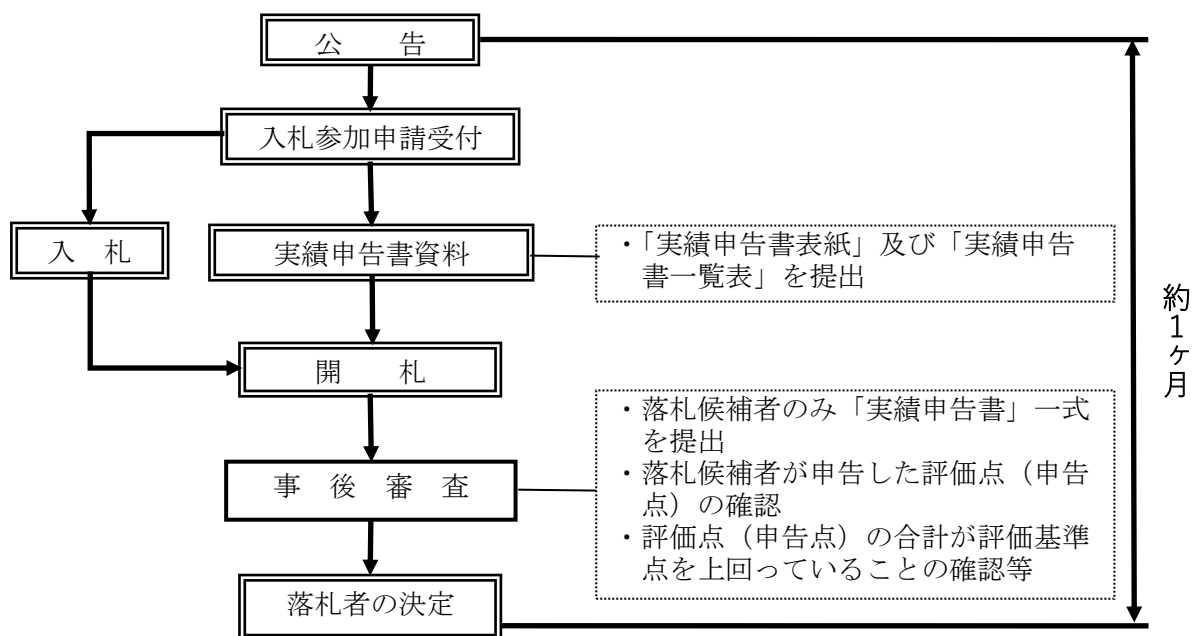 公　　告
入札参加申請受付
入　札
実績申告書資料
・「実績申告書表紙」及び「実績申告
書一覧表」を提出
開　　札
・落札候補者のみ「実績申告書」一式
を提出
・落札候補者が申告した評価点（申告
点）の確認
・評価点（申告点）の合計が評価基準
点を上回っていることの確認等
事　後　審　査
落札者の決定
約1ヶ月